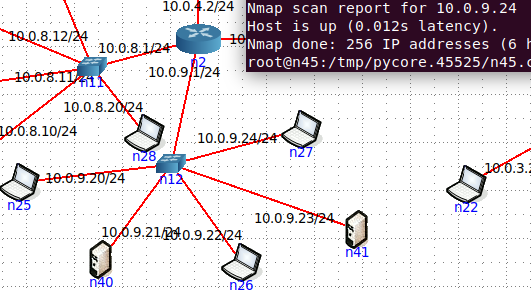 10.0.4.2/24
Nmap scan report for 10.0.9.24
Host is up (0.012s latency).
Nmap done: 256 IP addresses (6 h
root@n45:/tmp/pycore.45525/n45.c
10.0.8.12/24
10.0.8.1/24
10
n2
10.0.8.11/24
n11
10.0.9.1/24
10.0.8.20/24
10.0.8.10/24
n28
10.0.9.24/24
n27
n12
10.0.9.20/24
n25
10.0.3.2
n22
10.0.9.23/24
10.0.9.21/24
10.0.9.22/24
n41
n40
n26